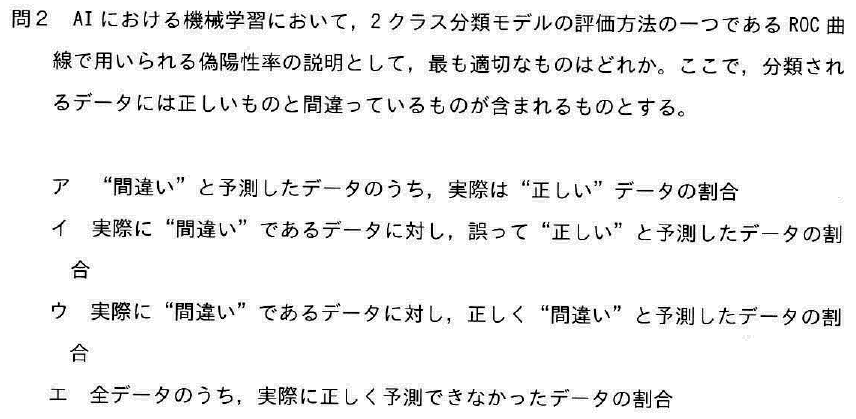 問2 AIにおける機械学習において，2クラス分類モデルの評価方法の一つであるROC曲
線で用いられる偽陽性率の説明として，最も適切なものはどれか。ここで，分類され
るデータには正しいものと間違っているものが含まれるものとする。
ア “間違い”と予測したデータのうち，実際は“正しい”データの割合
イ 実際に“間違い”であるデータに対し，誤って“正しい”と予測したデータの割
合
ウ 実際に“間違い”であるデータに対し，正しく“間違い”と予測したデータの割
合
エ 全データのうち，実際に正しく予測できなかったデータの割合